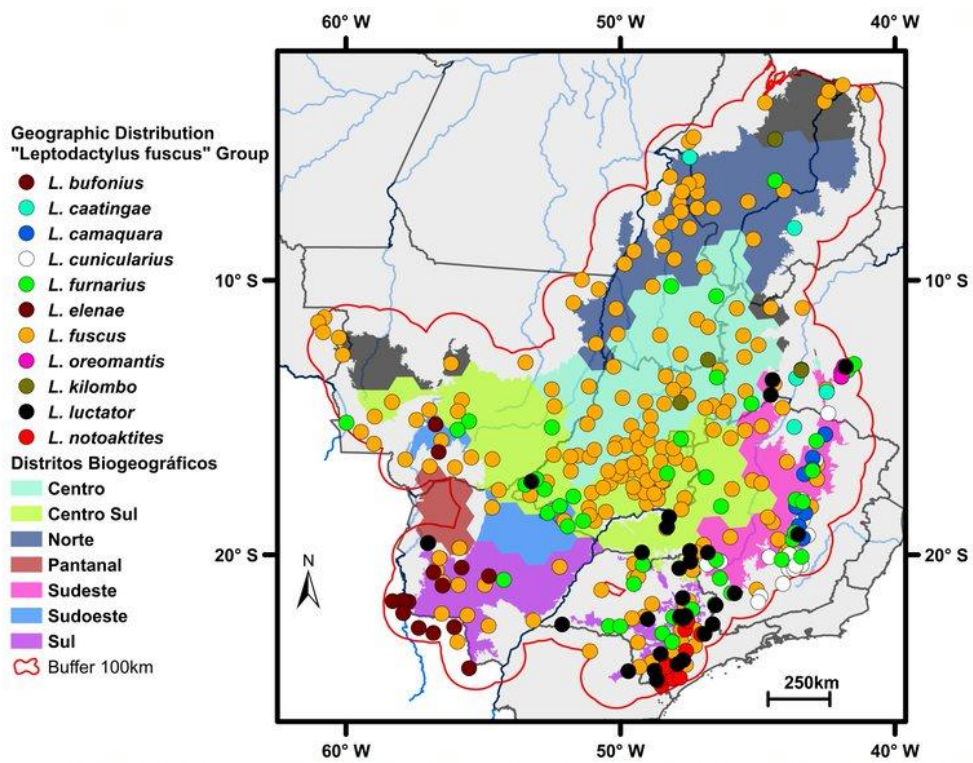 60° W
50° W
40° W
Geographic Distribution
"Leptodactylus fuscus" Group
L. bufonius
L. caatingae
L. camaquara
L. cunicularius
L. furnarius
L. elenae
L. fuscus
L. oreomantis
L. kilombo
L. luctator
L. notoaktites
Distritos Biogeográficos
Centro
Centro Sul
Norte
Pantanal
Sudeste
Sudoeste
Sul
Buffer 100km
10° S
10° S
20° S
20° S
N
250km
60° W
50° W
40° W